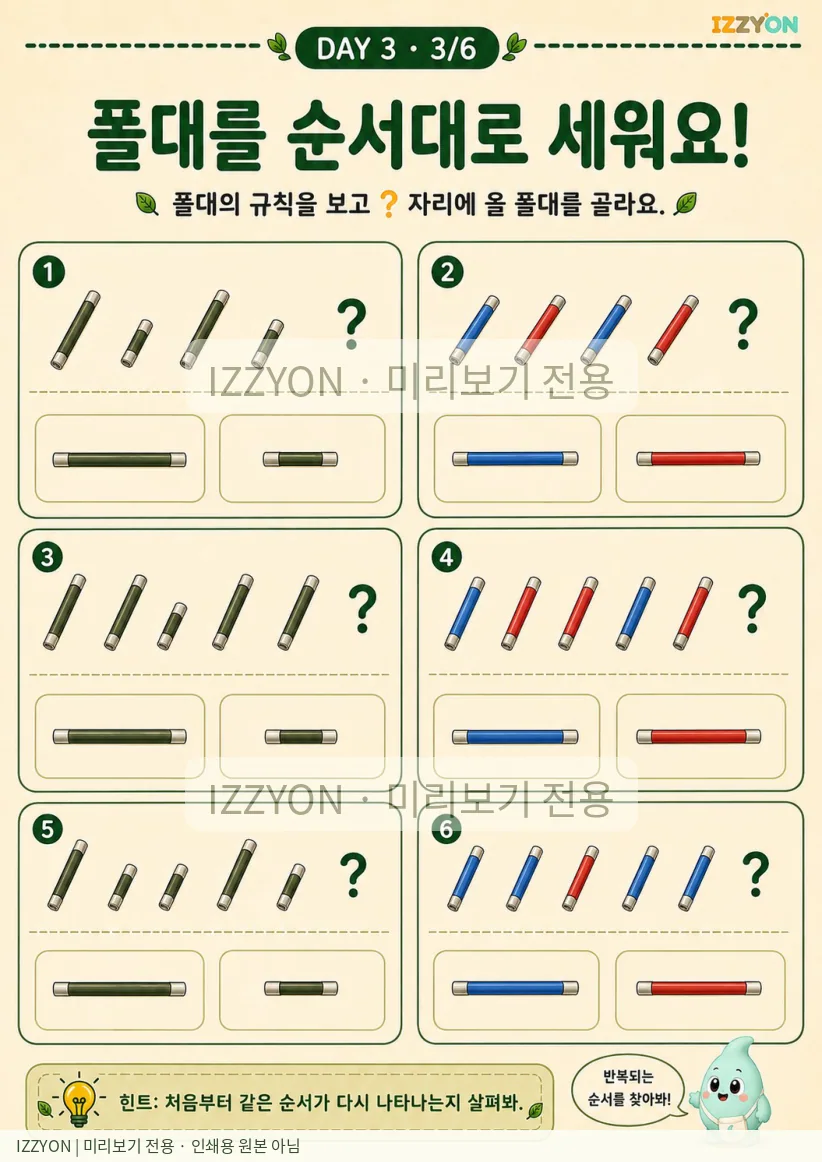 IZZYON
DAY 3 · 3/6
폴대를 순서대로 세워요!
폴대의 규칙을 보고 ? 자리에 올 폴대를 골라요.
1
?
2
?
IZZYON · 미리보기 전용
3
?
4
?
IZZYON · 미리보기 전용
5
?
6
?
힌트: 처음부터 같은 순서가 다시 나타나는지 살펴봐.
반복되는
순서를 찾아봐!
IZZYON | 미리보기 전용 · 인쇄용 원본 아님